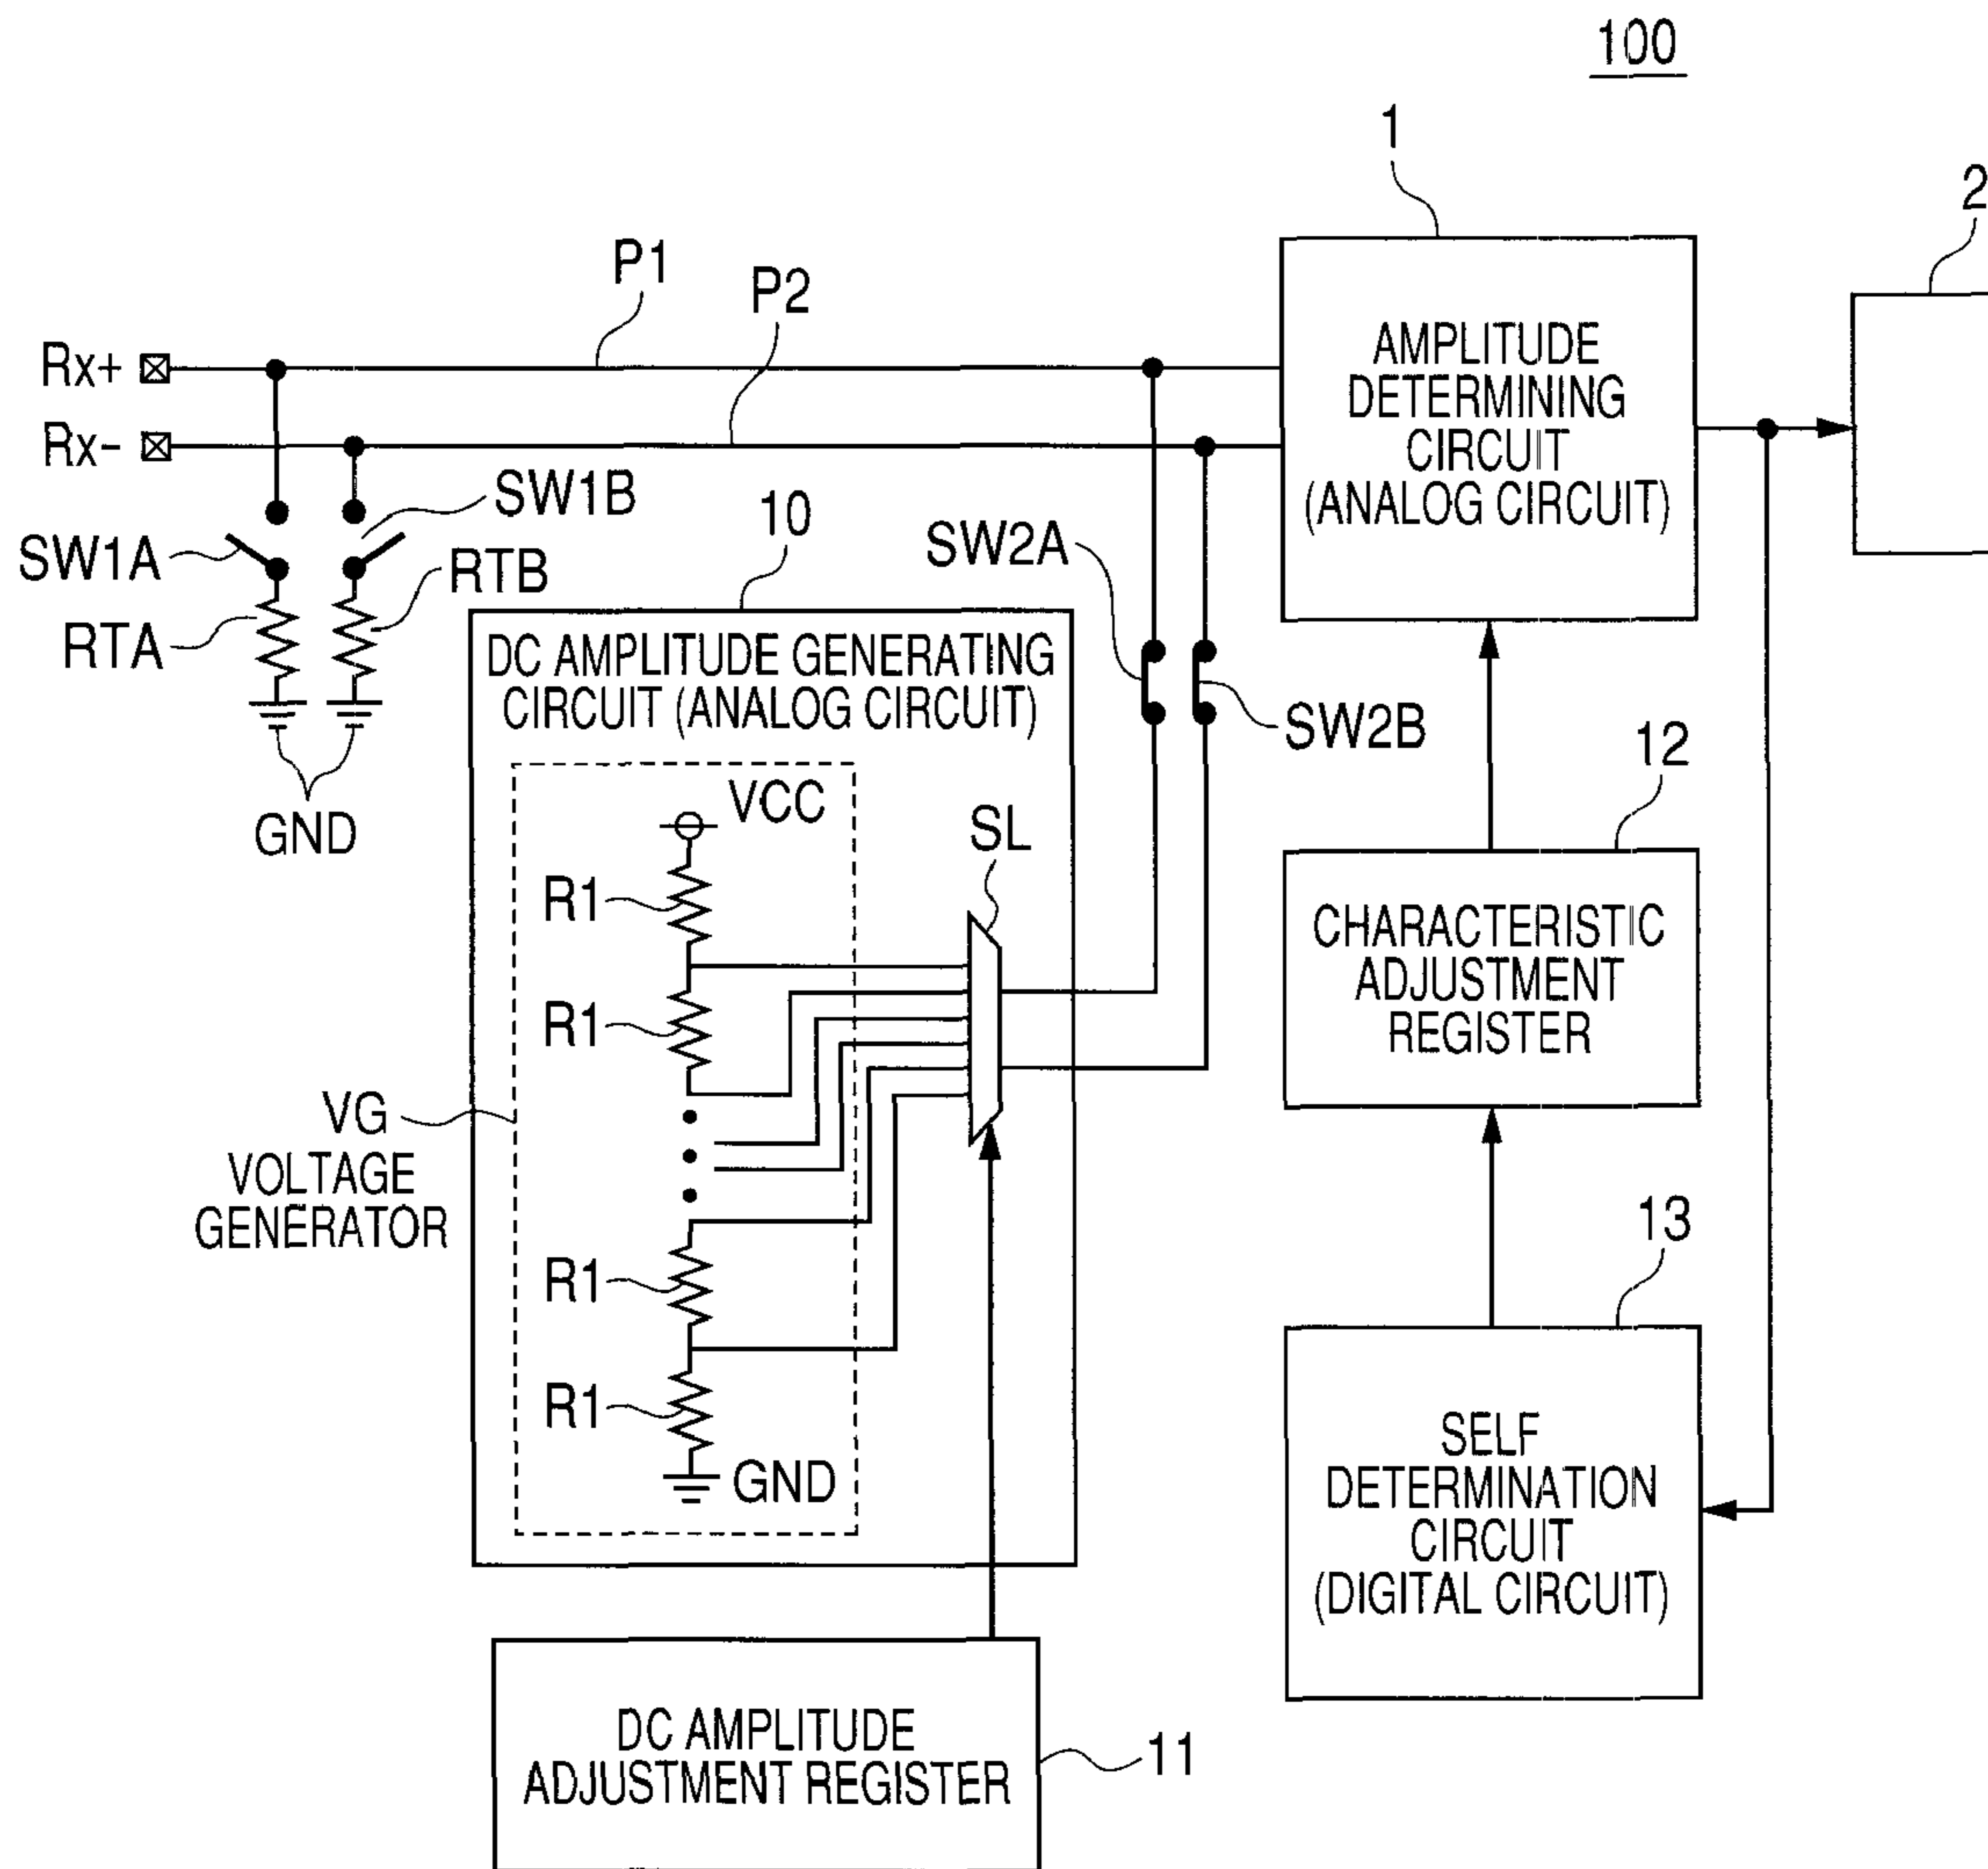 100
1
2
P1
P2
Rx+
Rx-
AMPLITUDE
DETERMINING
CIRCUIT
(ANALOG CIRCUIT)
SW1B
10
SW2A
SW1A
RTB
RTA
DC AMPLITUDE GENERATING
CIRCUIT (ANALOG CIRCUIT)
SW2B
12
GND
VCC
SL
R1
CHARACTERISTIC
ADJUSTMENT
REGISTER
R1
VG
VOLTAGE
GENERATOR
13
R1
R1
GND
SELF
DETERMINATION
CIRCUIT
(DIGITAL CIRCUIT)
DC AMPLITUDE
ADJUSTMENT REGISTER
11